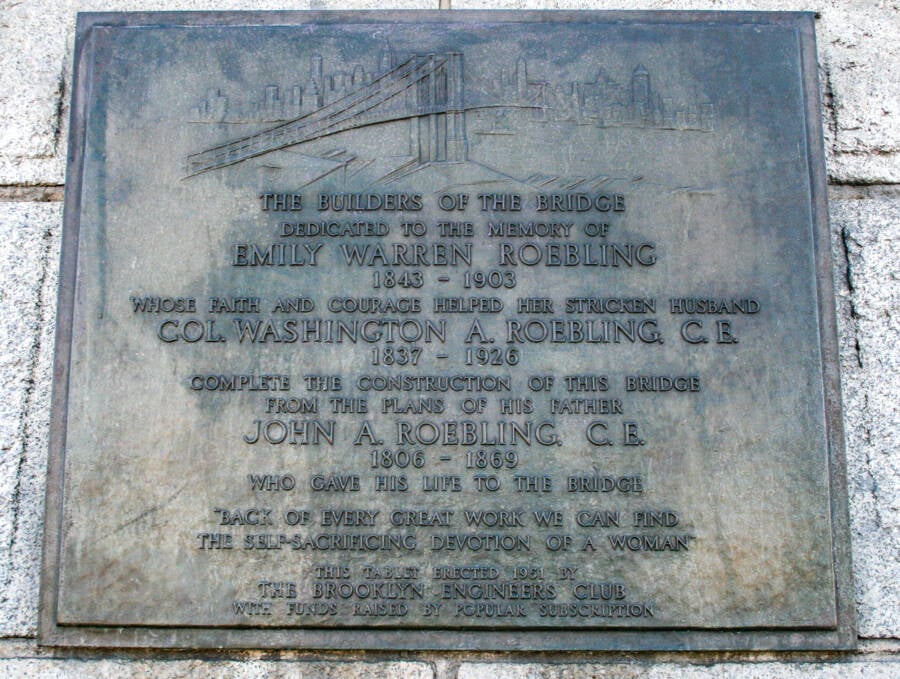 THE BUILDERS OF THE BRIDGE
DEDICATED TO THE MEMORY OF
EMILY WARREN ROEBLING
1843 - 1903
WHOSE FAITH AND COURAGE HELPED HER STRICKEN HUSBAND
COL. WASHINGTON A. ROEBLING, C. E.
1837 - 1926
COMPLETE THE CONSTRUCTION OF THIS BRIDGE
FROM THE PLANS OF HIS FATHER
JOHN A. ROEBLING, C. E.
1806 - 1869
WHO GAVE HIS LIFE TO THE BRIDGE
"BACK OF EVERY GREAT WORK WE CAN FIND
THE SELF-SACRIFICING DEVOTION OF A WOMAN"
THIS TABLET ERECTED 1951 BY
THE BROOKLYN ENGINEERS CLUB
WITH FUNDS RAISED BY POPULAR SUBSCRIPTION